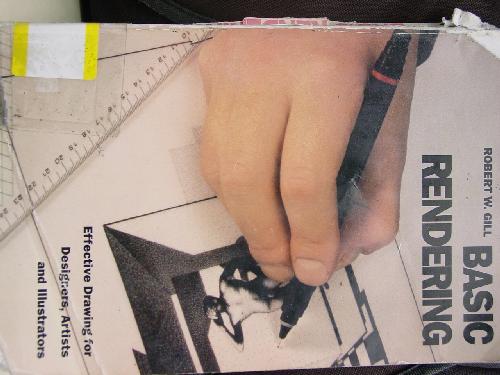 ROBERT W. GILL
BASIC
RENDERING
Effective Drawing for
Designers, Artists
and Illustrators